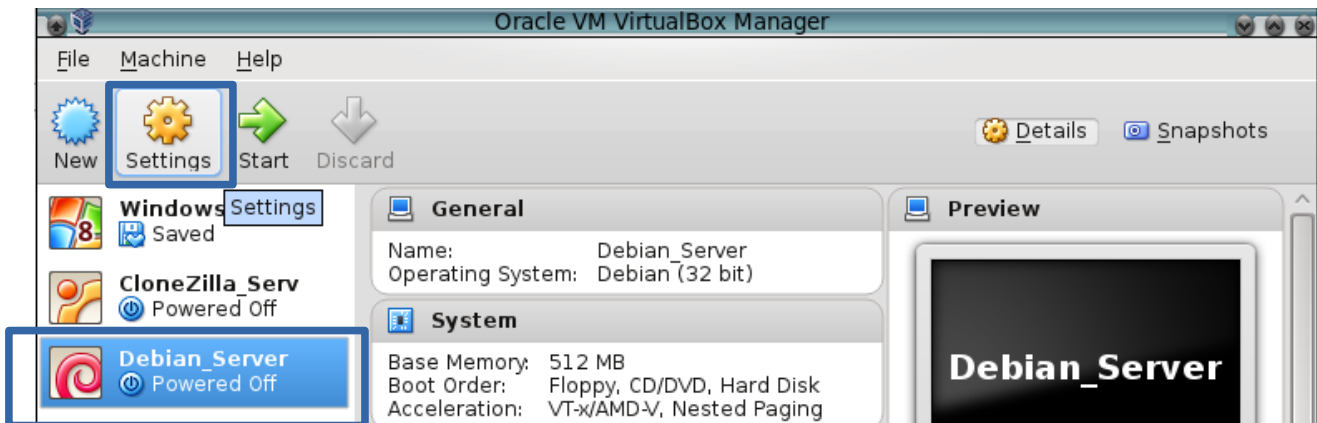 Oracle VM VirtualBox Manager
File Machine Help
New Settings Start Discard
Details Snapshots
Settings
Windows
8
Saved
CloneZilla_Serv
Powered Off
Debian_Server
Powered Off
General
Name: Debian_Server
Operating System: Debian (32 bit)
System
Base Memory: 512 MB
Boot Order: Floppy, CD/DVD, Hard Disk
Acceleration: VT-x/AMD-V, Nested Paging
Preview
Debian_Server